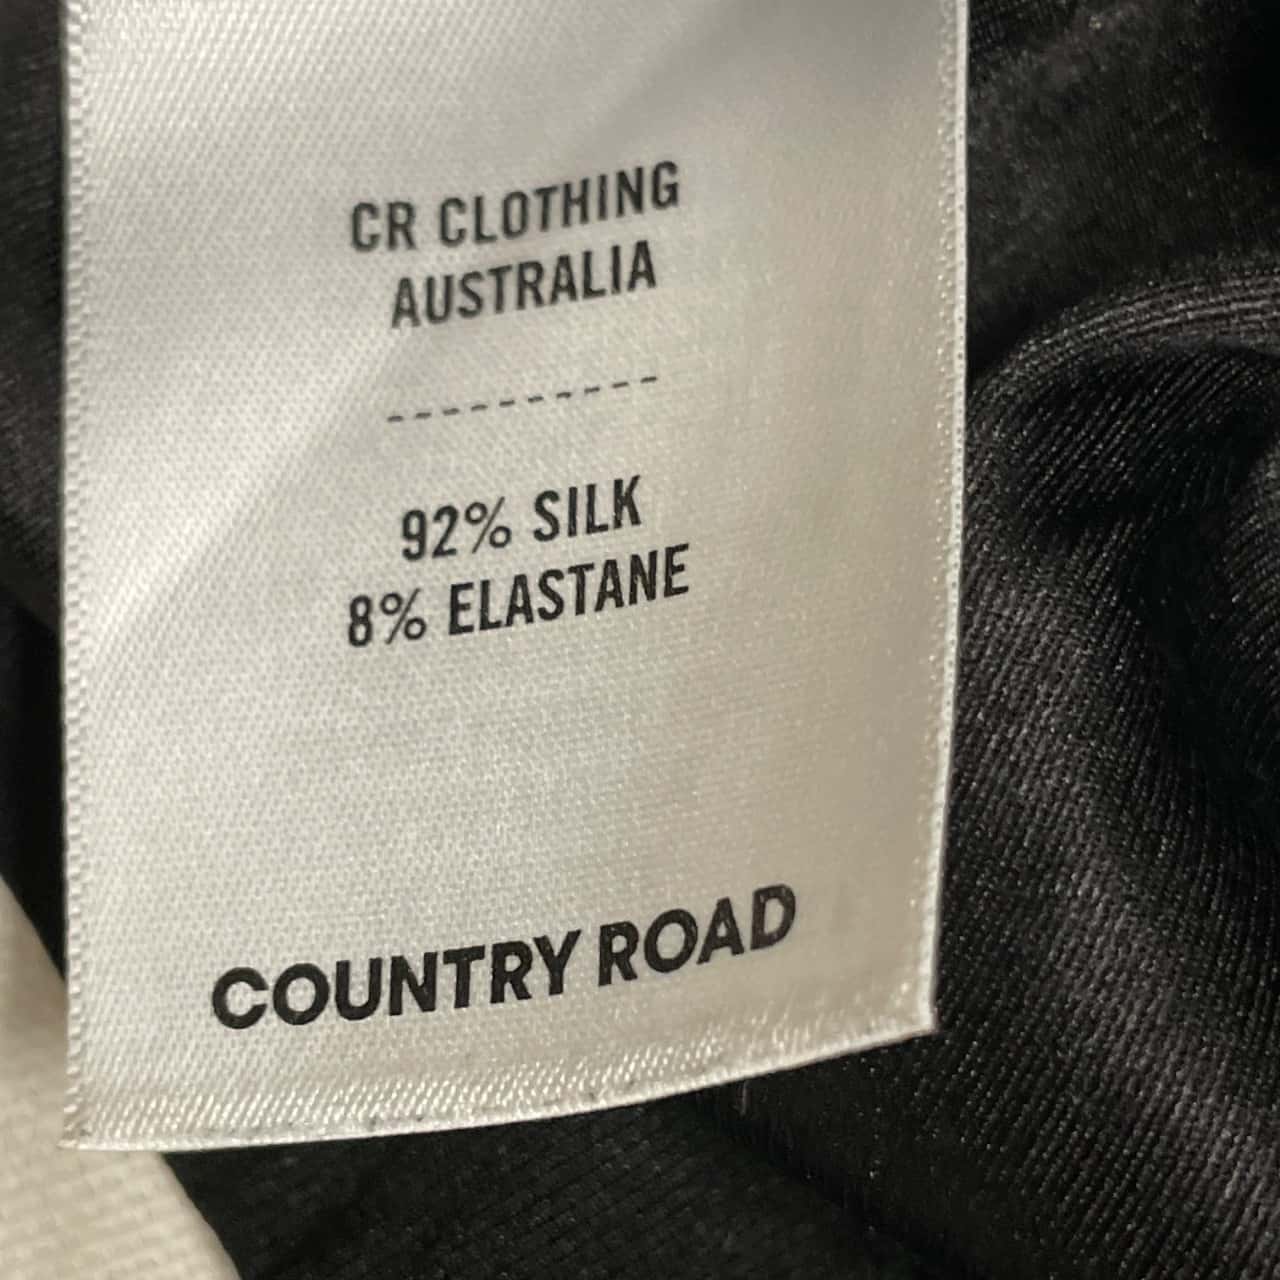 CR CLOTHING
AUSTRALIA
----------
92% SILK
8% ELASTANE
COUNTRY ROAD